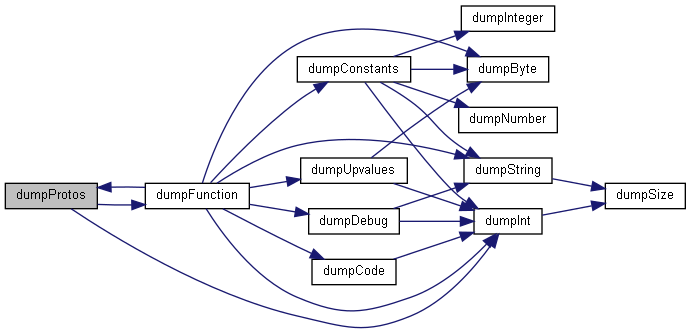 dumpInteger
dumpConstants
dumpByte
dumpNumber
dumpUpvalues
dumpString
dumpProtos
dumpFunction
dumpSize
dumpDebug
dumpInt
dumpCode